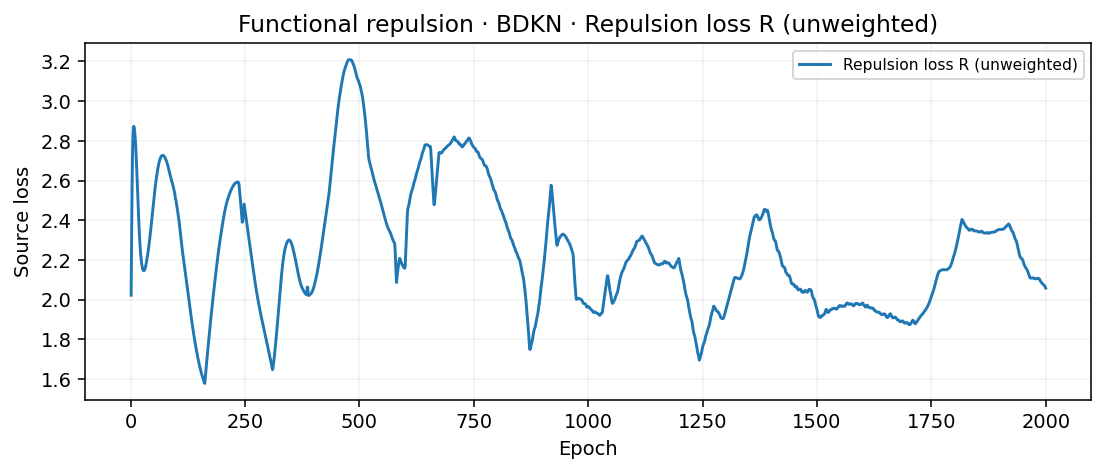 Functional repulsion · BDKN · Repulsion loss R (unweighted)
Repulsion loss R (unweighted)
Source loss
3.2
3.0
2.8
2.6
2.4
2.2
2.0
1.8
1.6
0 250 500 750 1000 1250 1500 1750 2000
Epoch